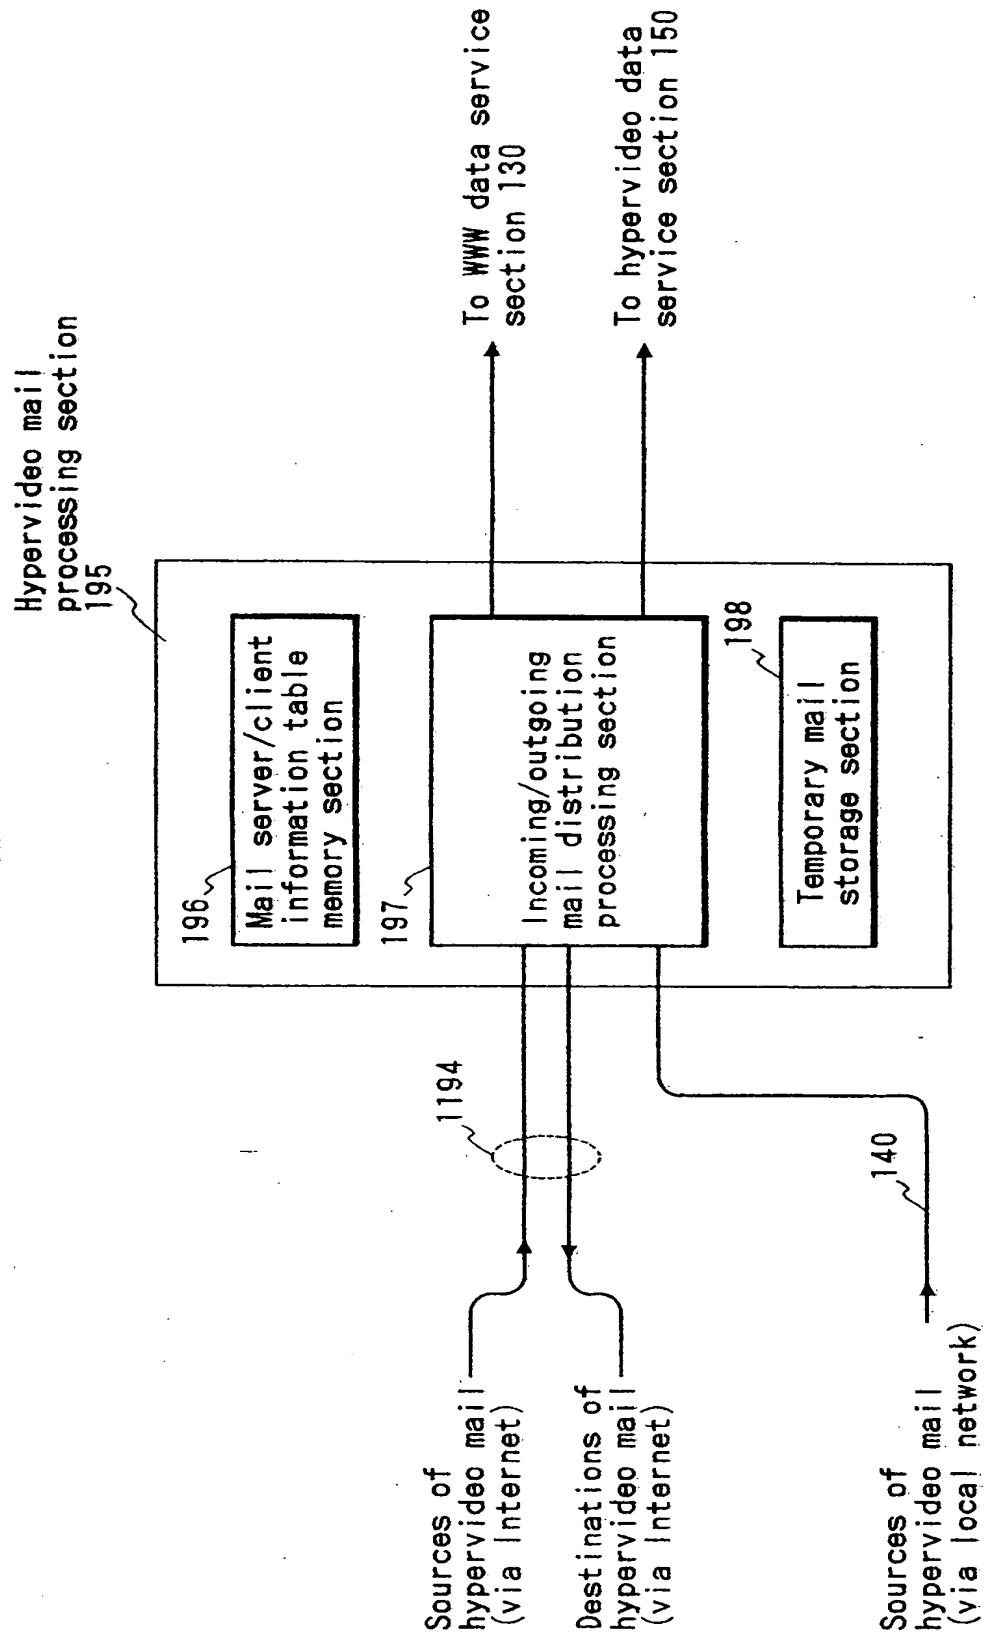 Hypervideo mail
processing section
195
196
Mail server/client
information table
memory section
197
Incoming/outgoing
mail distribution
processing section
198
Temporary mail
storage section
To WWW data service
section 130
To hypervideo data
service section 150
1194
140
Sources of
hypervideo mail
(via Internet)
Destinations of
hypervideo mail
(via Internet)
Sources of
hypervideo mail
(via local network)